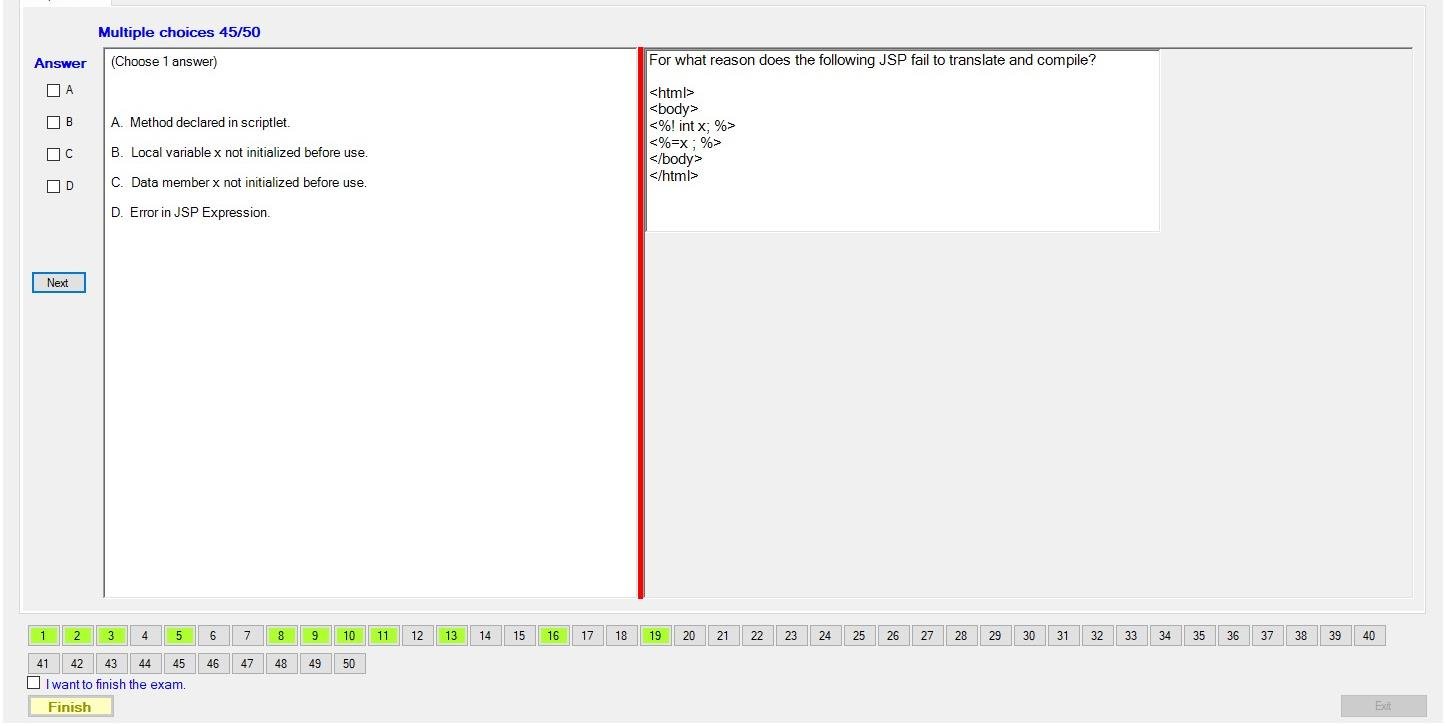 Multiple choices 45/50
Answer
A
B
C
D
Next
(Choose 1 answer)
A. Method declared in scriptlet.
B. Local variable x not initialized before use.
C. Data member x not initialized before use.
D. Error in JSP Expression.
For what reason does the following JSP fail to translate and compile?
<html>
<body>
<%! int x; %>
<%=x ; %>
</body>
</html>
1 2 3 4 5 6 7 8 9 10 11 12 13 14 15 16 17 18 19 20 21 22 23 24 25 26 27 28 29 30 31 32 33 34 35 36 37 38 39 40
41 42 43 44 45 46 47 48 49 50
I want to finish the exam.
Finish
Exit